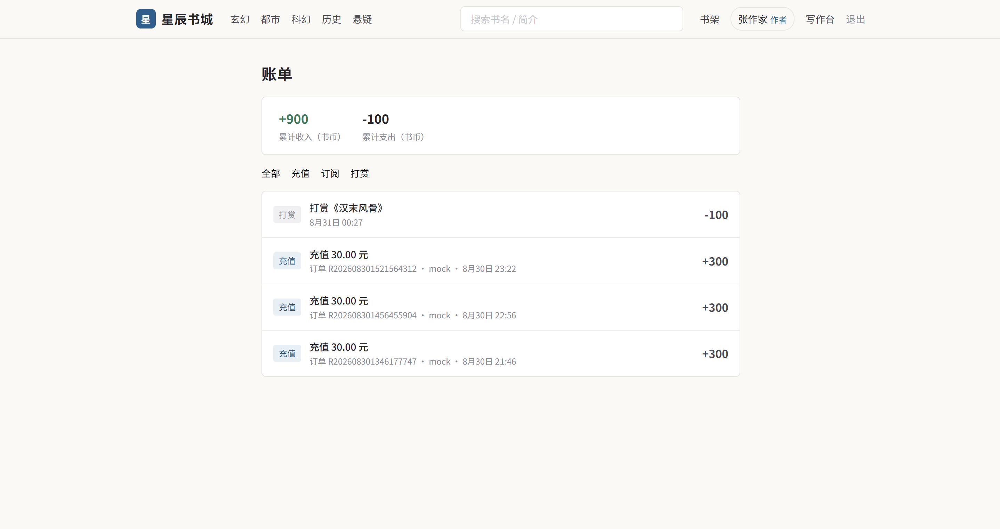 星 星辰书城 玄幻 都市 科幻 历史 悬疑 搜索书名 / 简介 书架 张作家 作者 写作台 退出
账单
+900 -100
累计收入（书币） 累计支出（书币）
全部 充值 订阅 打赏
打赏 打赏《汉末风骨》 -100
8月31日 00:27
充值 充值 30.00 元 +300
订单 R202608301521564312 · mock · 8月30日 23:22
充值 充值 30.00 元 +300
订单 R202608301456455904 · mock · 8月30日 22:56
充值 充值 30.00 元 +300
订单 R202608301346177747 · mock · 8月30日 21:46